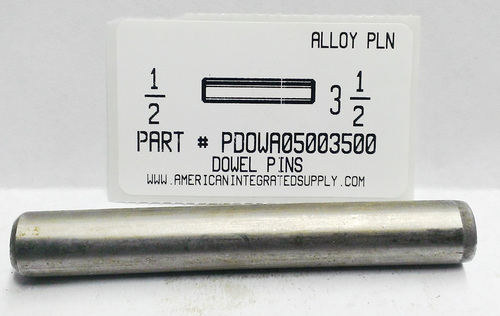 ALLOY PLN
1/2 3 1/2
PART # PDOWA05003500
DOWEL PINS
WWW.AMERICANINTEGRATEDSUPPLY.COM